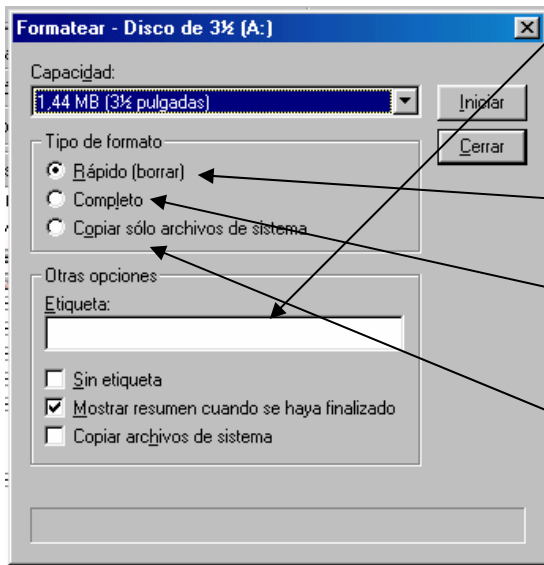 Formatear - Disco de 3½ (A:)
Capacidad:
1,44 MB (3½ pulgadas)
Iniciar
Cerrar
Tipo de formato
Rápido (borrar)
Completo
Copiar sólo archivos de sistema
Otras opciones
Etiqueta:
Sin etiqueta
Mostrar resumen cuando se haya finalizado
Copiar archivos de sistema